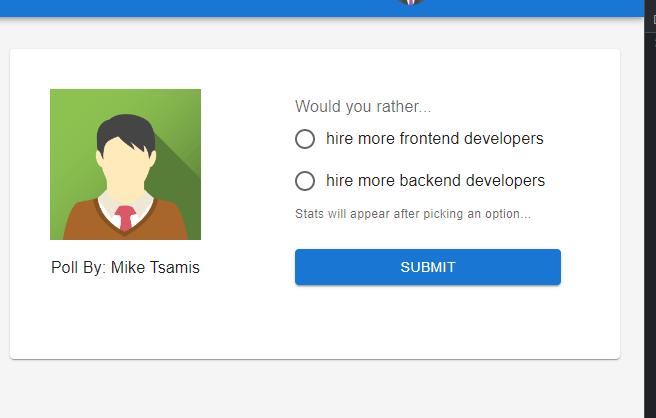 Would you rather...
hire more frontend developers
hire more backend developers
Stats will appear after picking an option...
SUBMIT
Poll By: Mike Tsamis